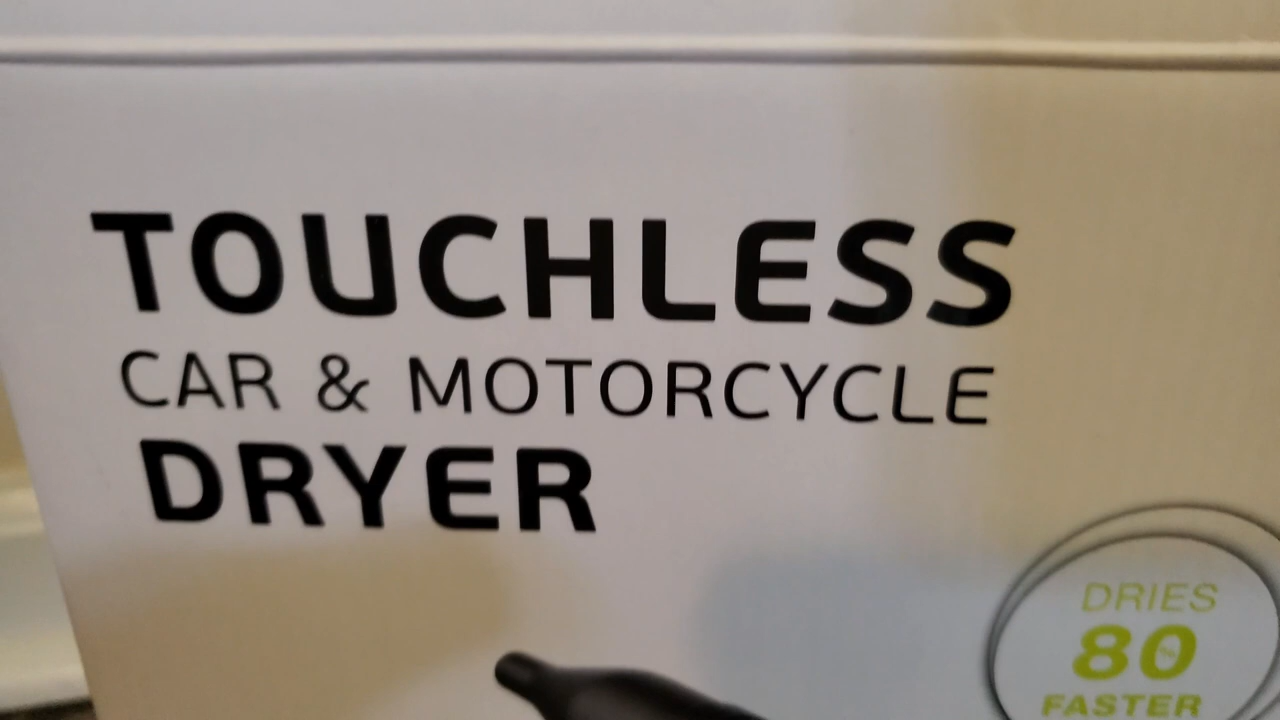 TOUCHLESS
CAR & MOTORCYCLE
DRYER
DRIES
80%
FASTER